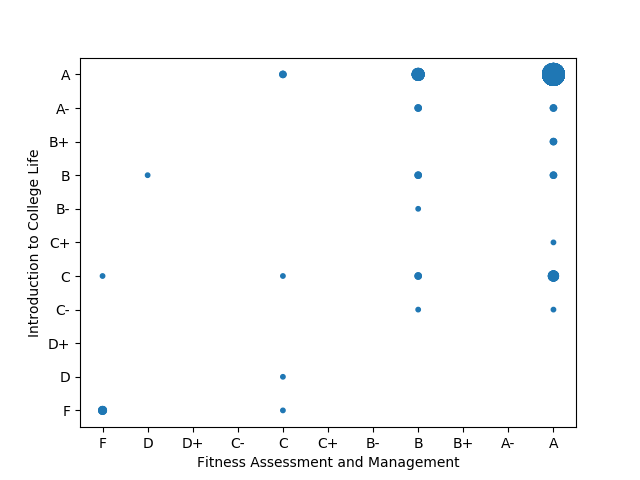 A
A-
B+
B
B-
C+
C
C-
D+
D
F
Introduction to College Life
F D D+ C- C C+ B- B B+ A- A
Fitness Assessment and Management